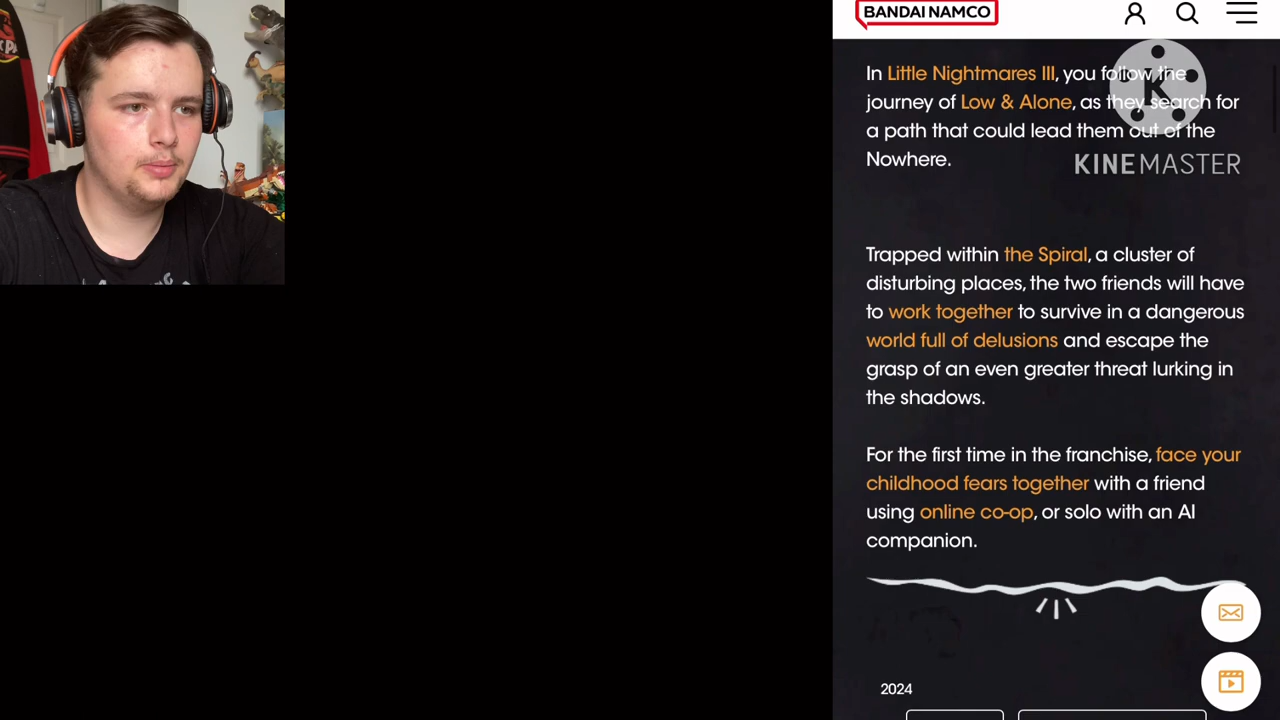 BANDAI NAMCO
In Little Nightmares III, you follow the
journey of Low & Alone, as they search for
a path that could lead them out of the
Nowhere.
K
KINEMASTER
Trapped within the Spiral, a cluster of
disturbing places, the two friends will have
to work together to survive in a dangerous
world full of delusions and escape the
grasp of an even greater threat lurking in
the shadows.
For the first time in the franchise, face your
childhood fears together with a friend
using online co-op, or solo with an AI
companion.
2024